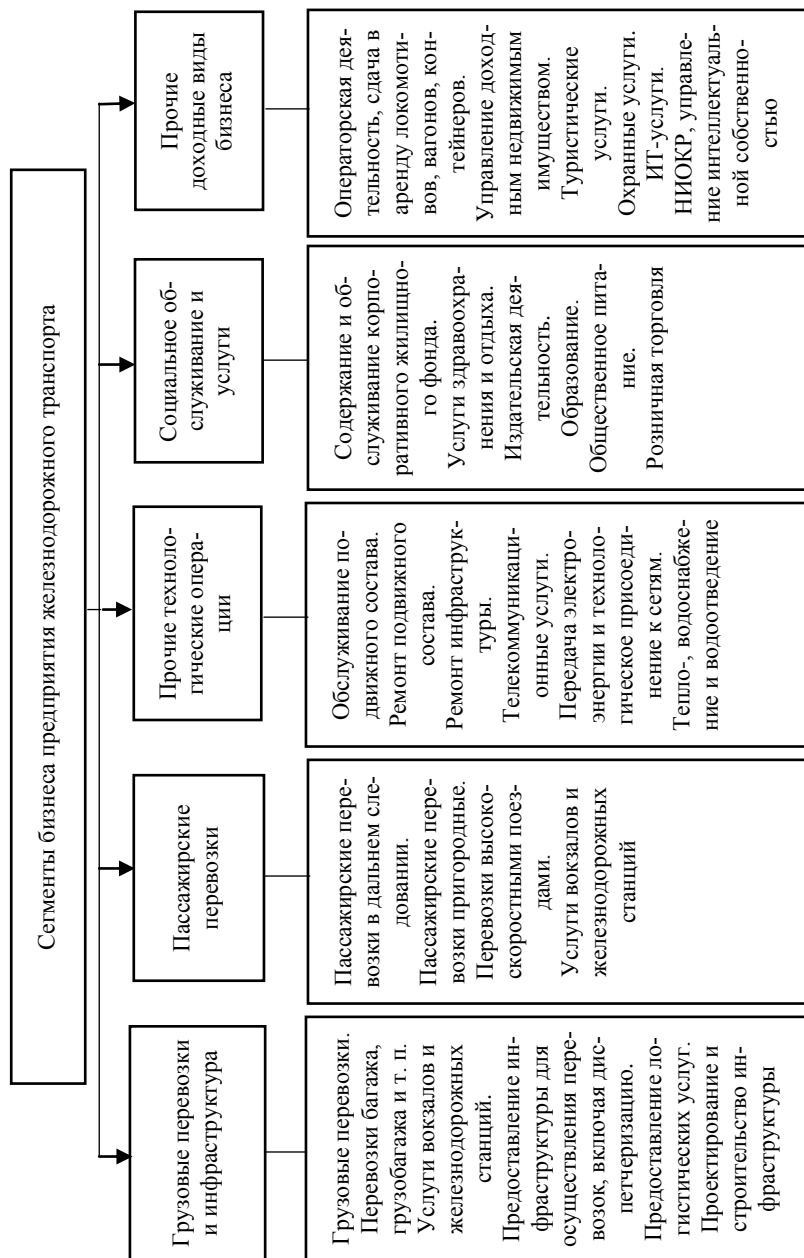 Сегменты бизнеса предприятия железнодорожного транспорта
Грузовые перевозки
и инфраструктура
Грузовые перевозки.
Перевозки багажа,
грузобагажа и т. п.
Услуги вокзалов и
железнодорожных
станций.
Предоставление ин-
фраструктуры для
осуществления пере-
возок, включая дис-
петчеризацию.
Предоставление ло-
гистических услуг.
Проектирование и
строительство ин-
фраструктуры
Пассажирские
перевозки
Пассажирские пере-
возки в дальнем сле-
довании.
Пассажирские пере-
возки пригородные.
Перевозки высоко-
скоростными поез-
дами.
Услуги вокзалов и
железнодорожных
станций
Прочие техноло-
гические опера-
ции
Обслуживание по-
движного состава.
Ремонт подвижного
состава.
Ремонт инфраструк-
туры.
Телекоммуникаци-
онные услуги.
Передача электро-
энергии и техноло-
гическое присоеди-
нение к сетям.
Тепло-, водоснабже-
ние и водоотведение
Социальное об-
служивание и
услуги
Содержание и об-
служивание корпо-
ративного жилищно-
го фонда.
Услуги здравоохра-
нения и отдыха.
Издательская дея-
тельность.
Образование.
Общественное пита-
ние.
Розничная торговля
Прочие
доходные виды
бизнеса
Операторская дея-
тельность, сдача в
аренду локомоти-
вов, вагонов, кон-
тейнеров.
Управление доход-
ным недвижимым
имуществом.
Туристические
услуги.
Охранные услуги.
ИТ-услуги.
НИОКР, управле-
ние интеллектуаль-
ной собственно-
стью